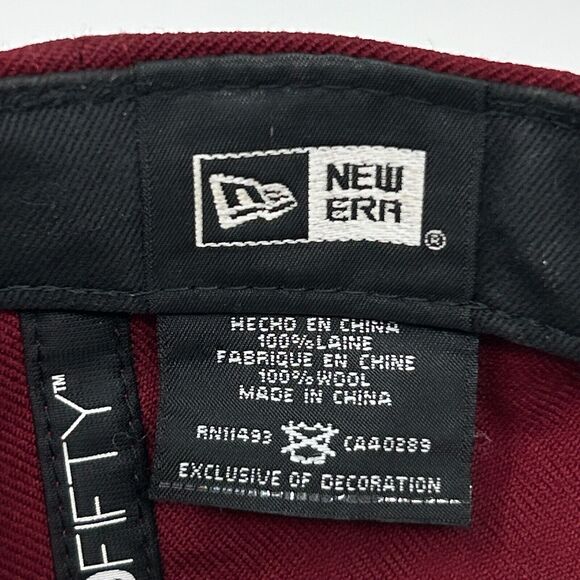 NEW
ERA
®
HECHO EN CHINA
100% LAINE
FABRIQUE EN CHINE
100% WOOL
MADE IN CHINA
RN11493 CA40289
EXCLUSIVE OF DECORATION
FIFTY™